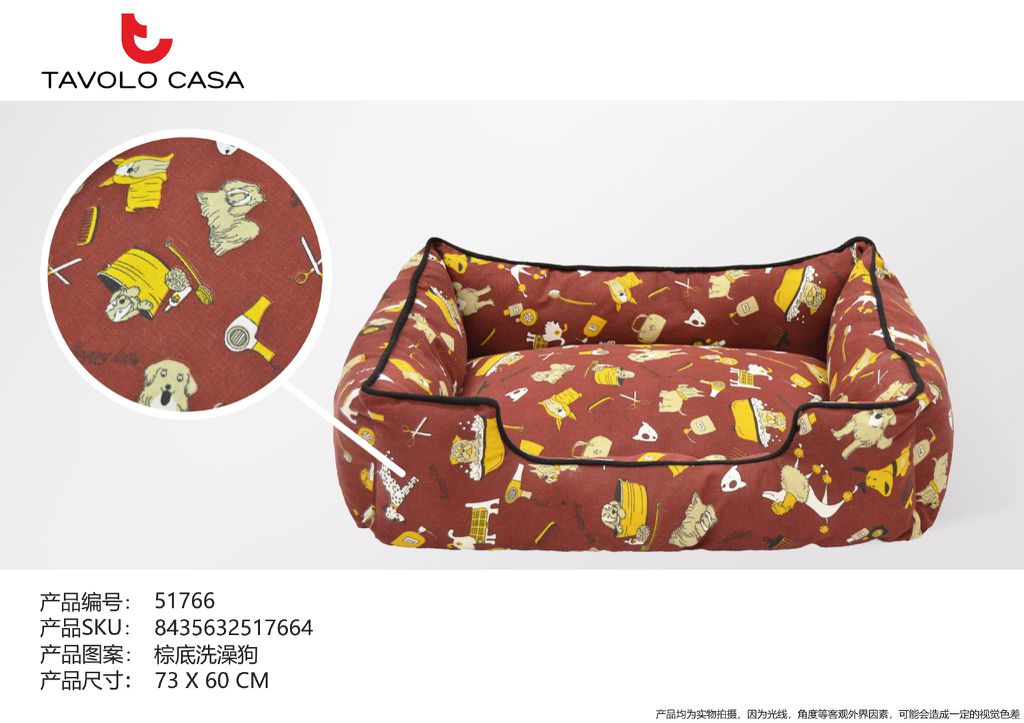 TAVOLO CASA
产品编号： 51766
产品SKU： 8435632517664
产品图案： 棕底洗澡狗
产品尺寸： 73 X 60 CM
产品均为实物拍摄，因为光线，角度等客观外界因素，可能会造成一定的视觉色差